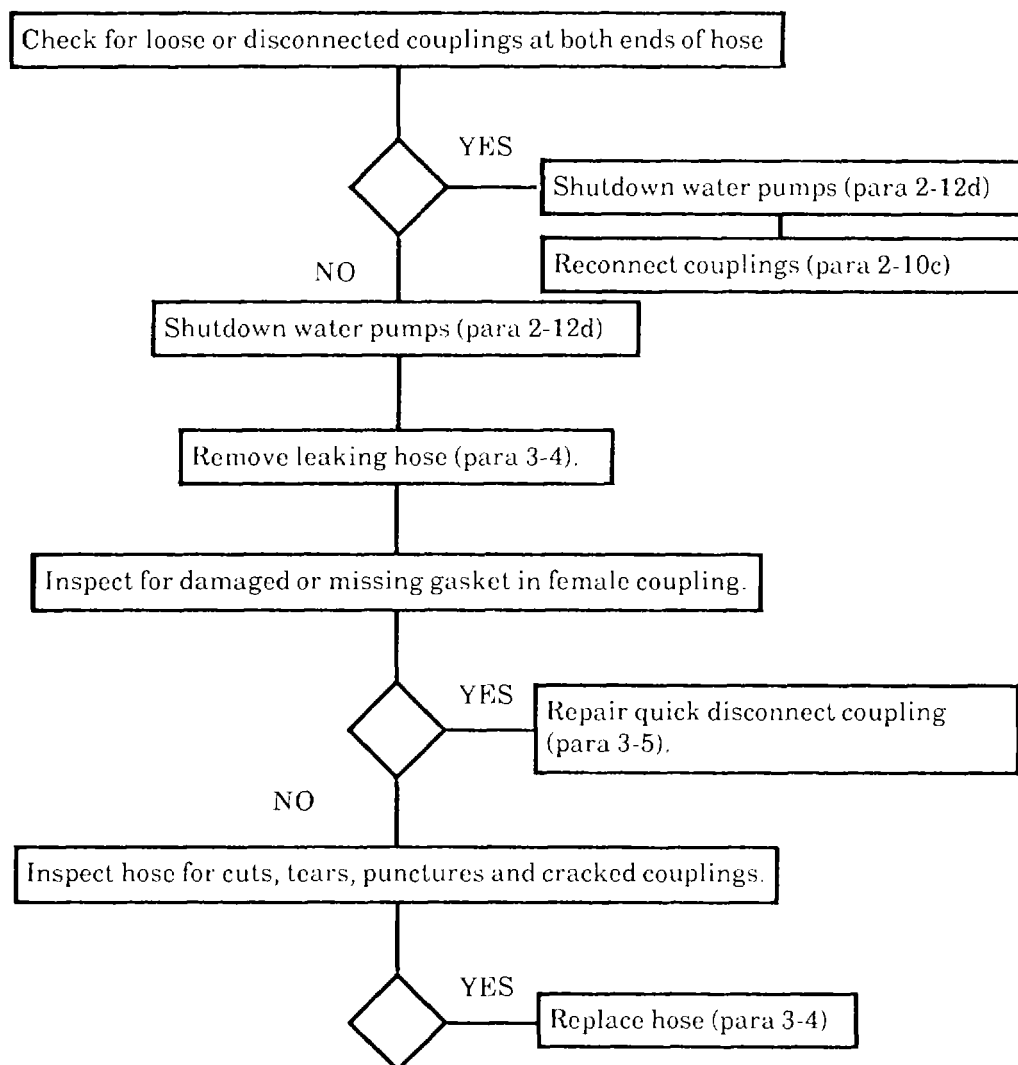 Check for loose or disconnected couplings at both ends of hose
YES
Shutdown water pumps (para 2-12d)
Reconnect couplings (para 2-10c)
NO
Shutdown water pumps (para 2-12d)
Remove leaking hose (para 3-4).
Inspect for damaged or missing gasket in female coupling.
YES
Repair quick disconnect coupling
(para 3-5).
NO
Inspect hose for cuts, tears, punctures and cracked couplings.
YES
Replace hose (para 3-4)